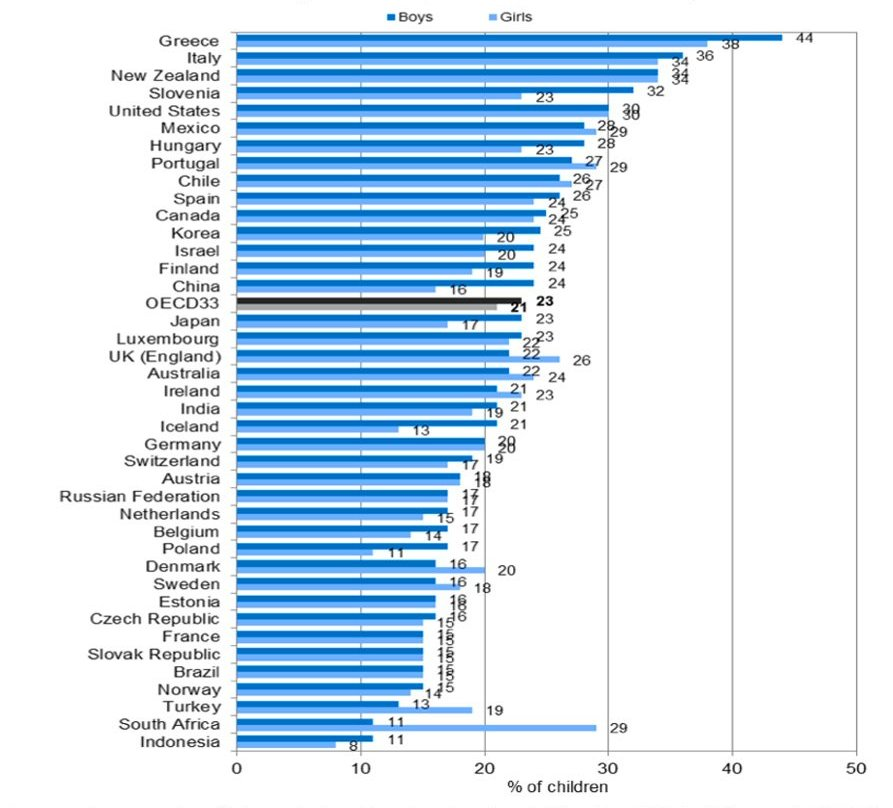 Boys Girls
Greece 44
38
Italy 36
34
New Zealand 34
34
Slovenia 32
23
United States 30
30
Mexico 28
29
Hungary 28
23
Portugal 27
29
Chile 26
27
Spain 26
24
Canada 25
24
Korea 25
20
Israel 24
20
Finland 24
19
China 24
16
OECD33 23
21
Japan 23
17
Luxembourg 23
22
UK (England) 22
26
Australia 22
24
Ireland 21
23
India 21
19
Iceland 21
13
Germany 20
20
Switzerland 19
17
Austria 18
18
Russian Federation 17
17
Netherlands 17
15
Belgium 17
14
Poland 17
11
Denmark 16
20
Sweden 16
18
Estonia 16
16
Czech Republic 16
15
France 15
15
Slovak Republic 15
15
Brazil 15
15
Norway 15
14
Turkey 13
19
South Africa 11
29
Indonesia 11
8
0 10 20 30 40 50
% of children